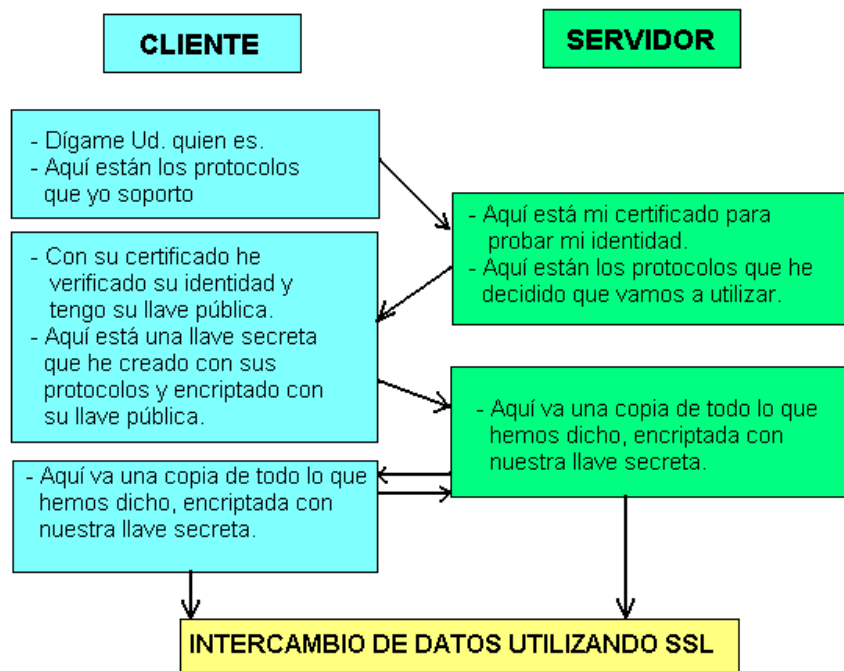 CLIENTE
SERVIDOR
- Dígame Ud. quien es.
- Aquí están los protocolos
que yo soporto
- Aquí está mi certificado para
probar mi identidad.
- Aquí están los protocolos que he
decidido que vamos a utilizar.
- Con su certificado he
verificado su identidad y
tengo su llave pública.
- Aquí está una llave secreta
que he creado con sus
protocolos y encriptado con
su llave pública.
- Aquí va una copia de todo lo que
hemos dicho, encriptada con
nuestra llave secreta.
- Aquí va una copia de todo lo que
hemos dicho, encriptada con
nuestra llave secreta.
INTERCAMBIO DE DATOS UTILIZANDO SSL